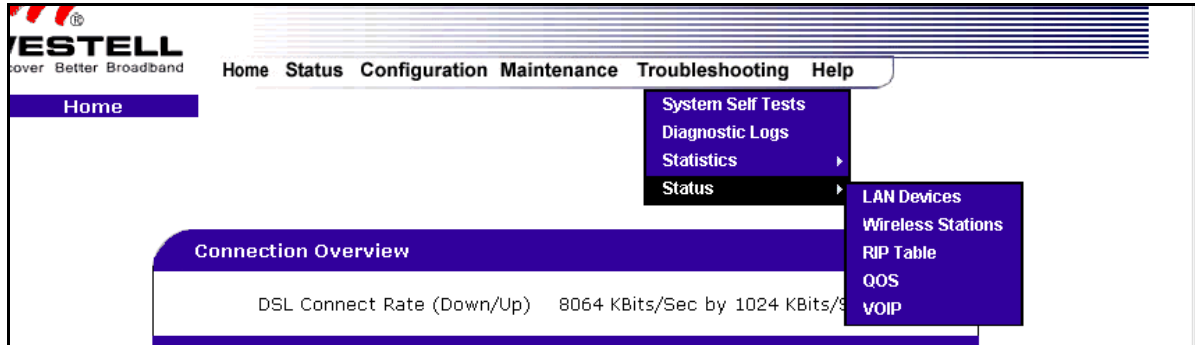 ®
WESTELL
cover Better Broadband
Home Status Configuration Maintenance Troubleshooting Help
Home
System Self Tests
Diagnostic Logs
Statistics
Status
LAN Devices
Wireless Stations
RIP Table
QOS
VOIP
Connection Overview
DSL Connect Rate (Down/Up) 8064 KBits/Sec by 1024 KBits/S